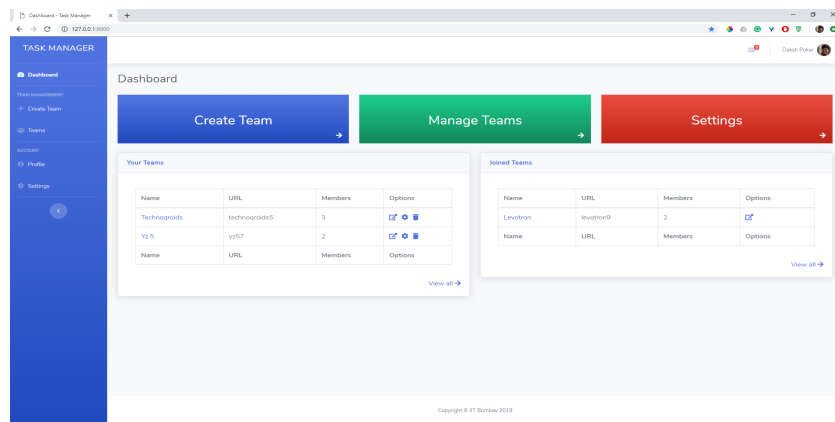 Dashboard - Task Manager
127.0.0.1:8000
TASK MANAGER
Daksh Pokar
Dashboard
TEAM MANAGEMENT
Create Team
Teams
ACCOUNT
Profile
Settings
Dashboard
Create Team
Manage Teams
Settings
Your Teams
Name URL Members Options
Technoqroids technoqroids5 3
Yz 5 yz57 2
Name URL Members Options
View all
Joined Teams
Name URL Members Options
Levotron levotron9 2
Name URL Members Options
View all
Copyright © IIT Bombay 2019